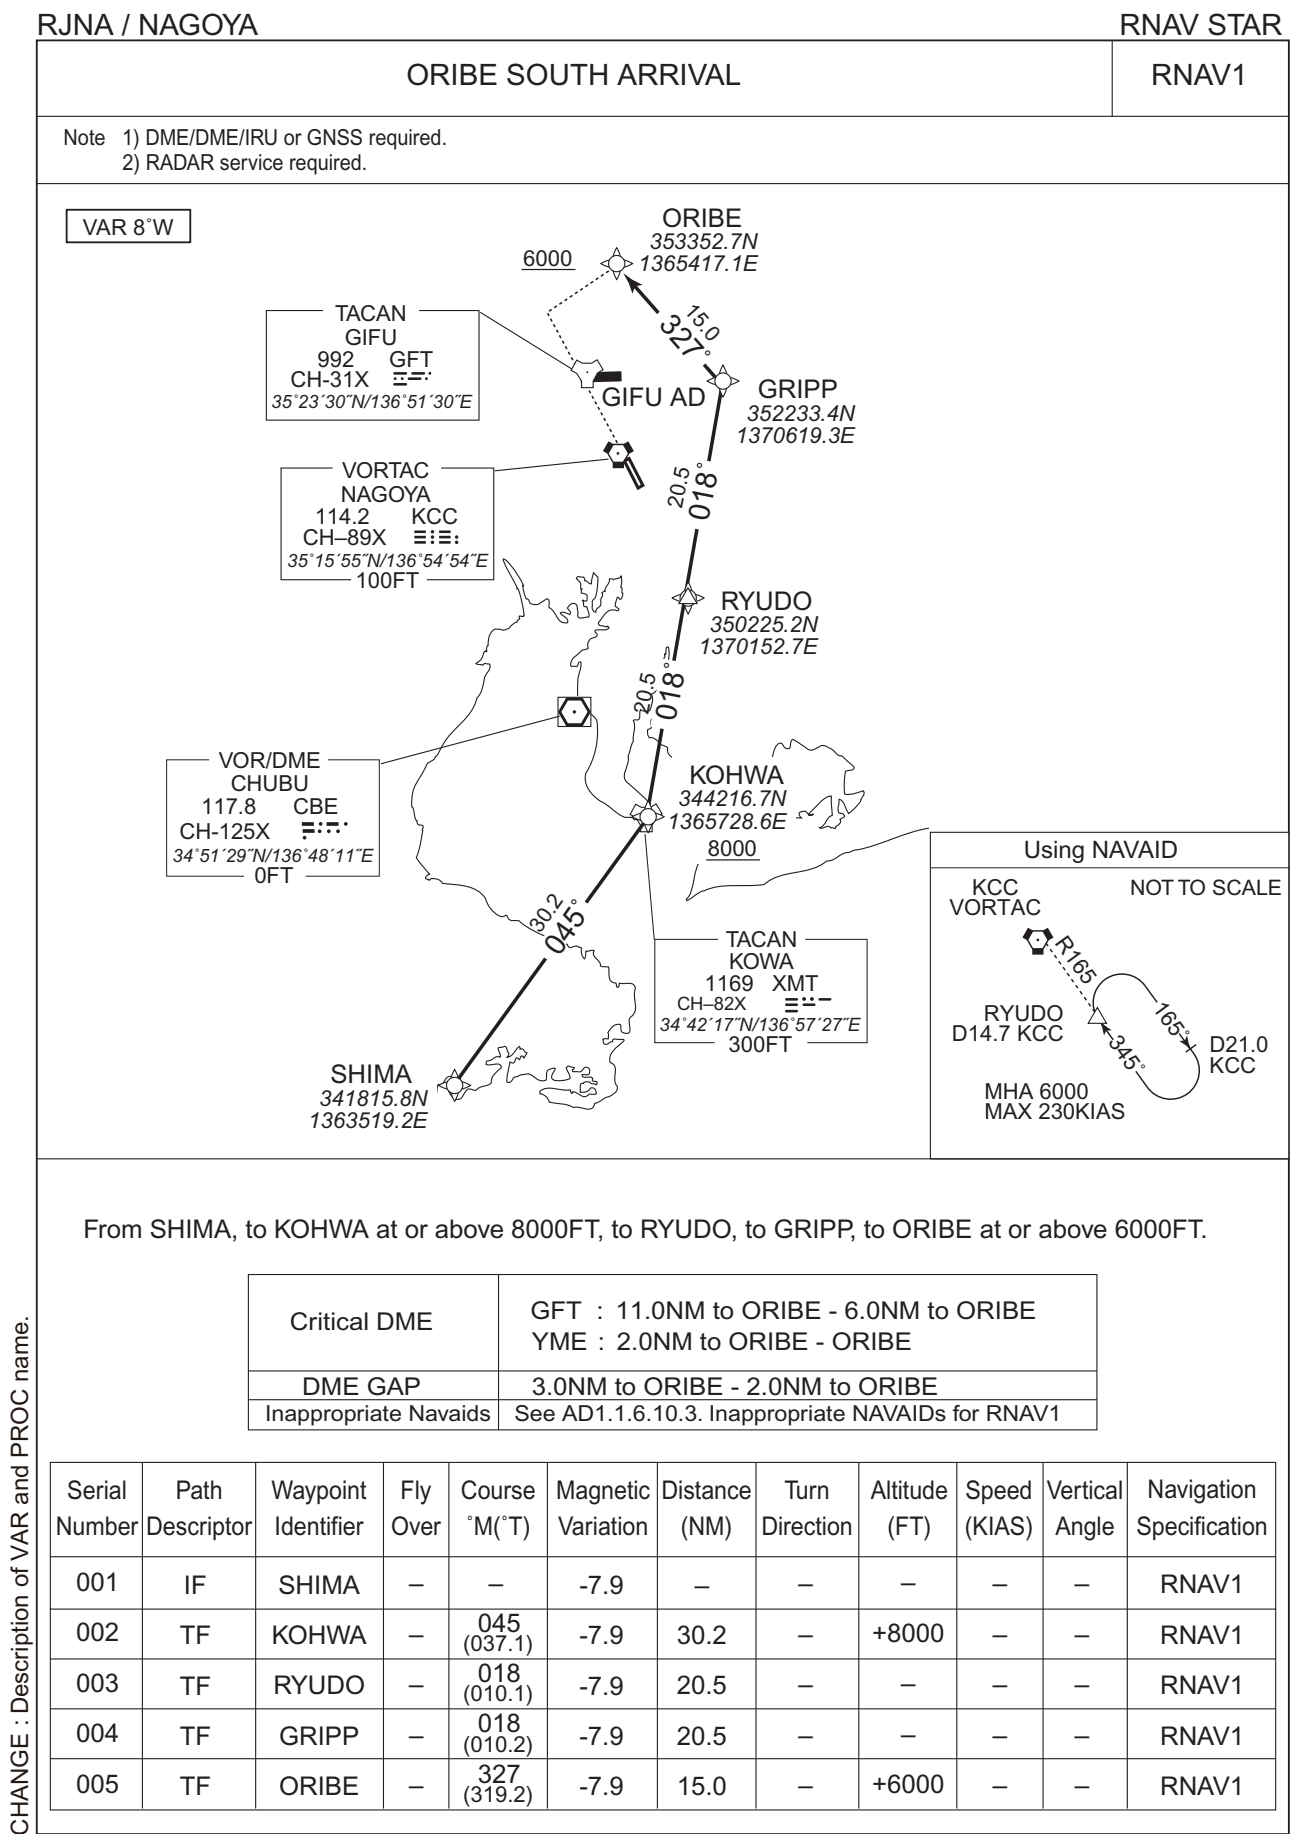 RJNA / NAGOYA
RNAV STAR
ORIBE SOUTH ARRIVAL
RNAV1
Note 1) DME/DME/IRU or GNSS required.
2) RADAR service required.
VAR 8˚W
ORIBE
353352.7N
1365417.1E
6000
15.0
327˚
TACAN
GIFU
992 GFT
CH-31X
35˚23´30˝N/136˚51´30˝E
GIFU AD
GRIPP
352233.4N
1370619.3E
VORTAC
NAGOYA
114.2 KCC
CH–89X
35˚15´55˝N/136˚54´54˝E
100FT
20.5
018˚
RYUDO
350225.2N
1370152.7E
20.5
018˚
VOR/DME
CHUBU
117.8 CBE
CH-125X
34˚51´29˝N/136˚48´11˝E
0FT
KOHWA
344216.7N
1365728.6E
8000
30.2
045˚
TACAN
KOWA
1169 XMT
CH–82X
34˚42´17˝N/136˚57´27˝E
300FT
SHIMA
341815.8N
1363519.2E
Using NAVAID
NOT TO SCALE
KCC
VORTAC
R165
RYUDO
D14.7 KCC
165˚
345˚
D21.0
KCC
MHA 6000
MAX 230KIAS
From SHIMA, to KOHWA at or above 8000FT, to RYUDO, to GRIPP, to ORIBE at or above 6000FT.
Critical DME
GFT : 11.0NM to ORIBE - 6.0NM to ORIBE
YME : 2.0NM to ORIBE - ORIBE
DME GAP 3.0NM to ORIBE - 2.0NM to ORIBE
Inappropriate Navaids See AD1.1.6.10.3. Inappropriate NAVAIDs for RNAV1
Serial Path Waypoint Fly Course Magnetic Distance Turn Altitude Speed Vertical Navigation
Number Descriptor Identifier Over ˚M(˚T) Variation (NM) Direction (FT) (KIAS) Angle Specification
001 IF SHIMA – – -7.9 – – – – – RNAV1
002 TF KOHWA – 045 (037.1) -7.9 30.2 – +8000 – – RNAV1
003 TF RYUDO – 018 (010.1) -7.9 20.5 – – – – RNAV1
004 TF GRIPP – 018 (010.2) -7.9 20.5 – – – – RNAV1
005 TF ORIBE – 327 (319.2) -7.9 15.0 – +6000 – – RNAV1
CHANGE : Description of VAR and PROC name.